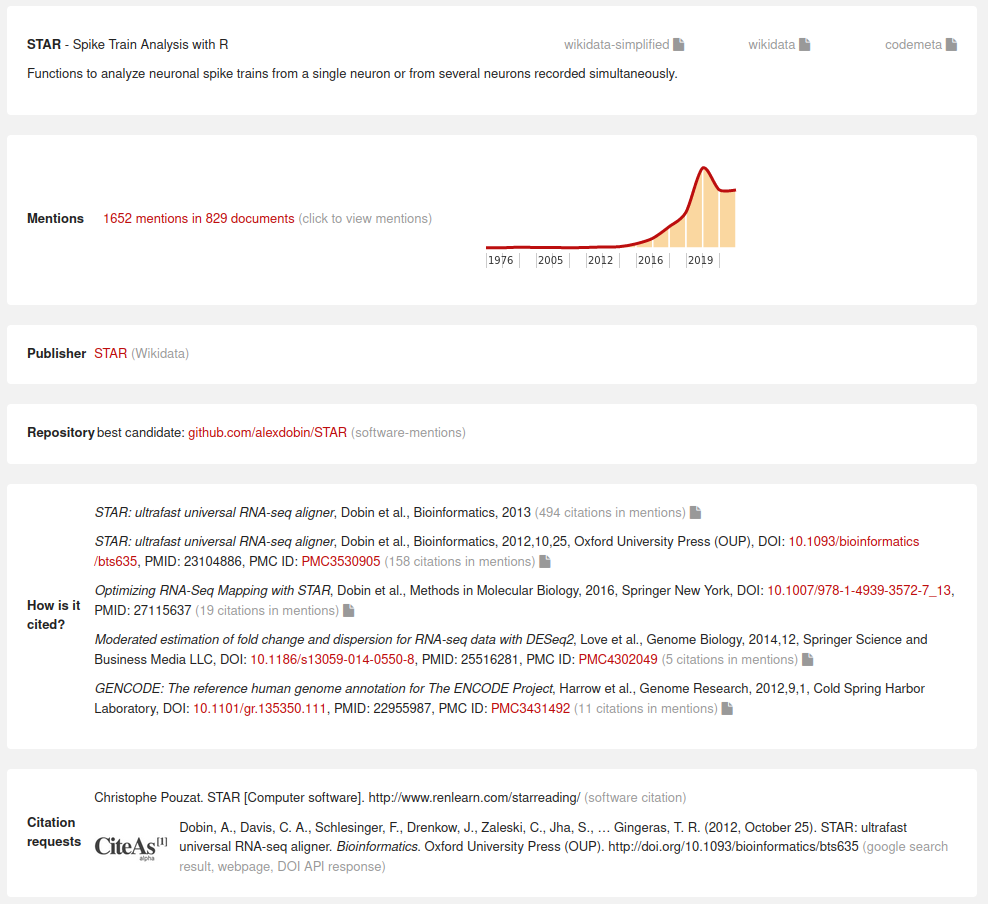 STAR - Spike Train Analysis with R wikidata-simplified wikidata codemeta
Functions to analyze neuronal spike trains from a single neuron or from several neurons recorded simultaneously.
Mentions 1652 mentions in 829 documents (click to view mentions)
1976 2005 2012 2016 2019
Publisher STAR (Wikidata)
Repository best candidate: github.com/alexdobin/STAR (software-mentions)
How is it
cited?
STAR: ultrafast universal RNA-seq aligner, Dobin et al., Bioinformatics, 2013 (494 citations in mentions)
STAR: ultrafast universal RNA-seq aligner, Dobin et al., Bioinformatics, 2012,10,25, Oxford University Press (OUP), DOI: 10.1093/bioinformatics
/bts635, PMID: 23104886, PMC ID: PMC3530905 (158 citations in mentions)
Optimizing RNA-Seq Mapping with STAR, Dobin et al., Methods in Molecular Biology, 2016, Springer New York, DOI: 10.1007/978-1-4939-3572-7_13,
PMID: 27115637 (19 citations in mentions)
Moderated estimation of fold change and dispersion for RNA-seq data with DESeq2, Love et al., Genome Biology, 2014,12, Springer Science and
Business Media LLC, DOI: 10.1186/s13059-014-0550-8, PMID: 25516281, PMC ID: PMC4302049 (5 citations in mentions)
GENCODE: The reference human genome annotation for The ENCODE Project, Harrow et al., Genome Research, 2012,9,1, Cold Spring Harbor
Laboratory, DOI: 10.1101/gr.135350.111, PMID: 22955987, PMC ID: PMC3431492 (11 citations in mentions)
Citation
requests
Christophe Pouzat. STAR [Computer software]. http://www.renlearn.com/starreading/ (software citation)
CiteAs[1]
alpha
Dobin, A., Davis, C. A., Schlesinger, F., Drenkow, J., Zaleski, C., Jha, S., … Gingeras, T. R. (2012, October 25). STAR: ultrafast
universal RNA-seq aligner. Bioinformatics. Oxford University Press (OUP). http://doi.org/10.1093/bioinformatics/bts635 (google search
result, webpage, DOI API response)